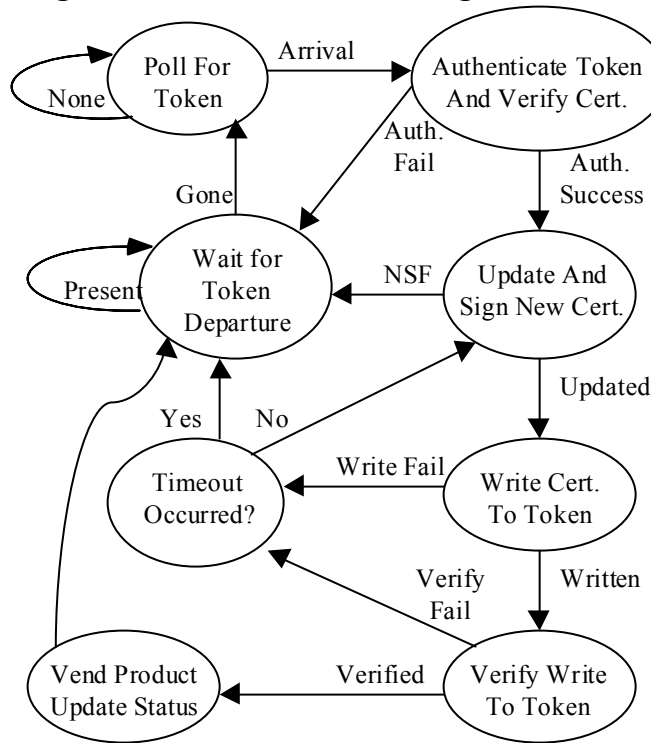 Poll For
Token
Arrival
Authenticate Token
And Verify Cert.
None
Auth.
Fail
Auth.
Success
Gone
Wait for
Token
Departure
Present
NSF
Update And
Sign New Cert.
Updated
Yes
No
Timeout
Occurred?
Write Fail
Write Cert.
To Token
Verify
Fail
Written
Vend Product
Update Status
Verified
Verify Write
To Token